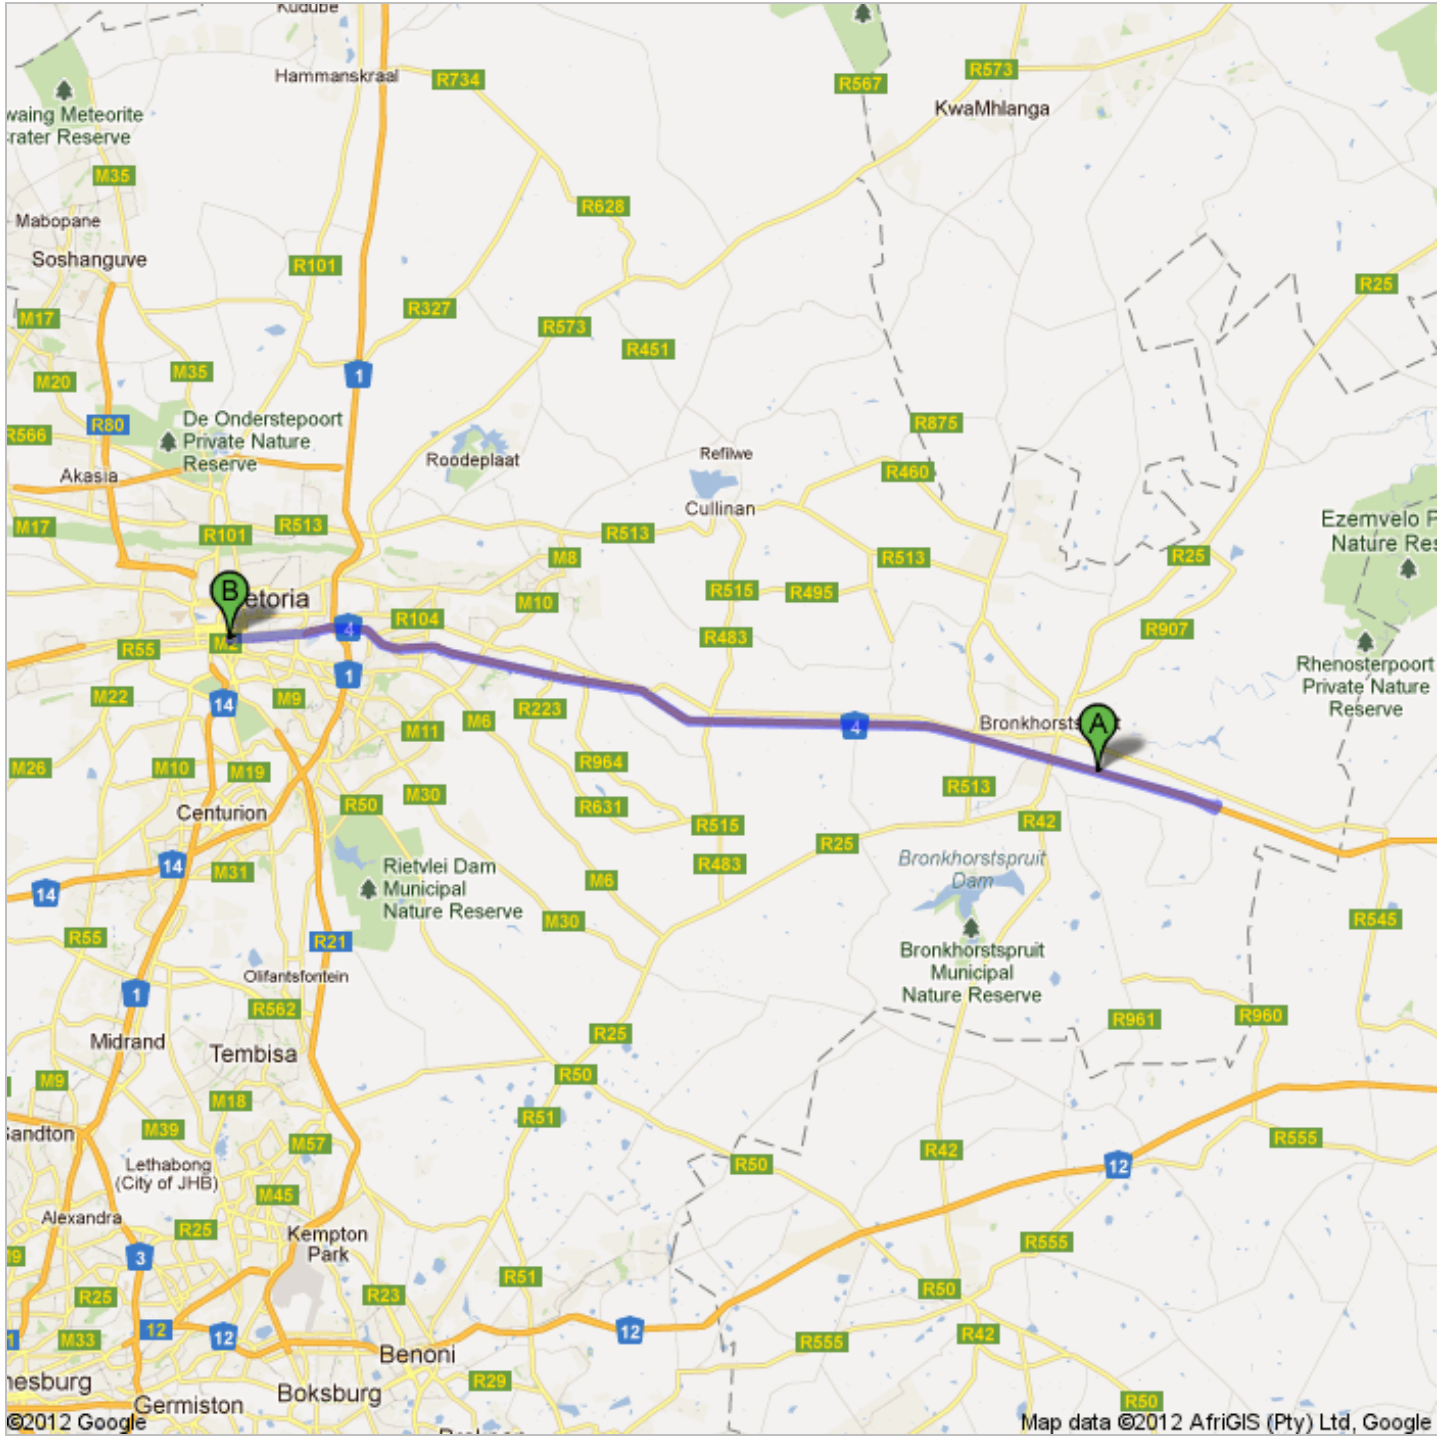 Kudube
Hammanskraal
R734
R573
R567
KwaMhlanga
waing Meteorite
rater Reserve
M35
R628
Mabopane
Soshanguve
R101
R25
R327
M17
R573
R451
1
M35
M20
De Onderstepoort
Private Nature
Reserve
R80
R566
R875
Refilwe
Roodeplaat
Akasia
R460
Cullinan
M17
R513
R101
R513
Ezemvelo P
Nature Res
M8
R513
R25
B
etoria
R515
R495
M10
R104
4
R907
R483
M2
R55
1
Rhenosterpoort
Private Nature
Reserve
M22
14
M9
R223
M6
A
Bronkhorstspruit
4
M11
M26
M10
M19
R964
R513
M30
R50
R631
Centurion
R42
R515
R25
14
M31
R483
Bronkhorstspruit
Dam
Rietvlei Dam
Municipal
Nature Reserve
14
M6
M30
R545
R55
R21
Bronkhorstspruit
Municipal
Nature Reserve
Olifantsfontein
1
R562
R961
R960
Midrand
R25
Tembisa
M9
R50
M18
R51
Sandton
M39
M57
R555
R42
Lethabong
(City of JHB)
R50
12
M45
Alexandra
R25
Kempton
Park
R555
3
R51
R50
R25
R23
12
12
12
M33
R42
R555
Benoni
nesburg
R29
Boksburg
Germiston
R50
©2012 Google
Map data ©2012 AfriGIS (Pty) Ltd, Google